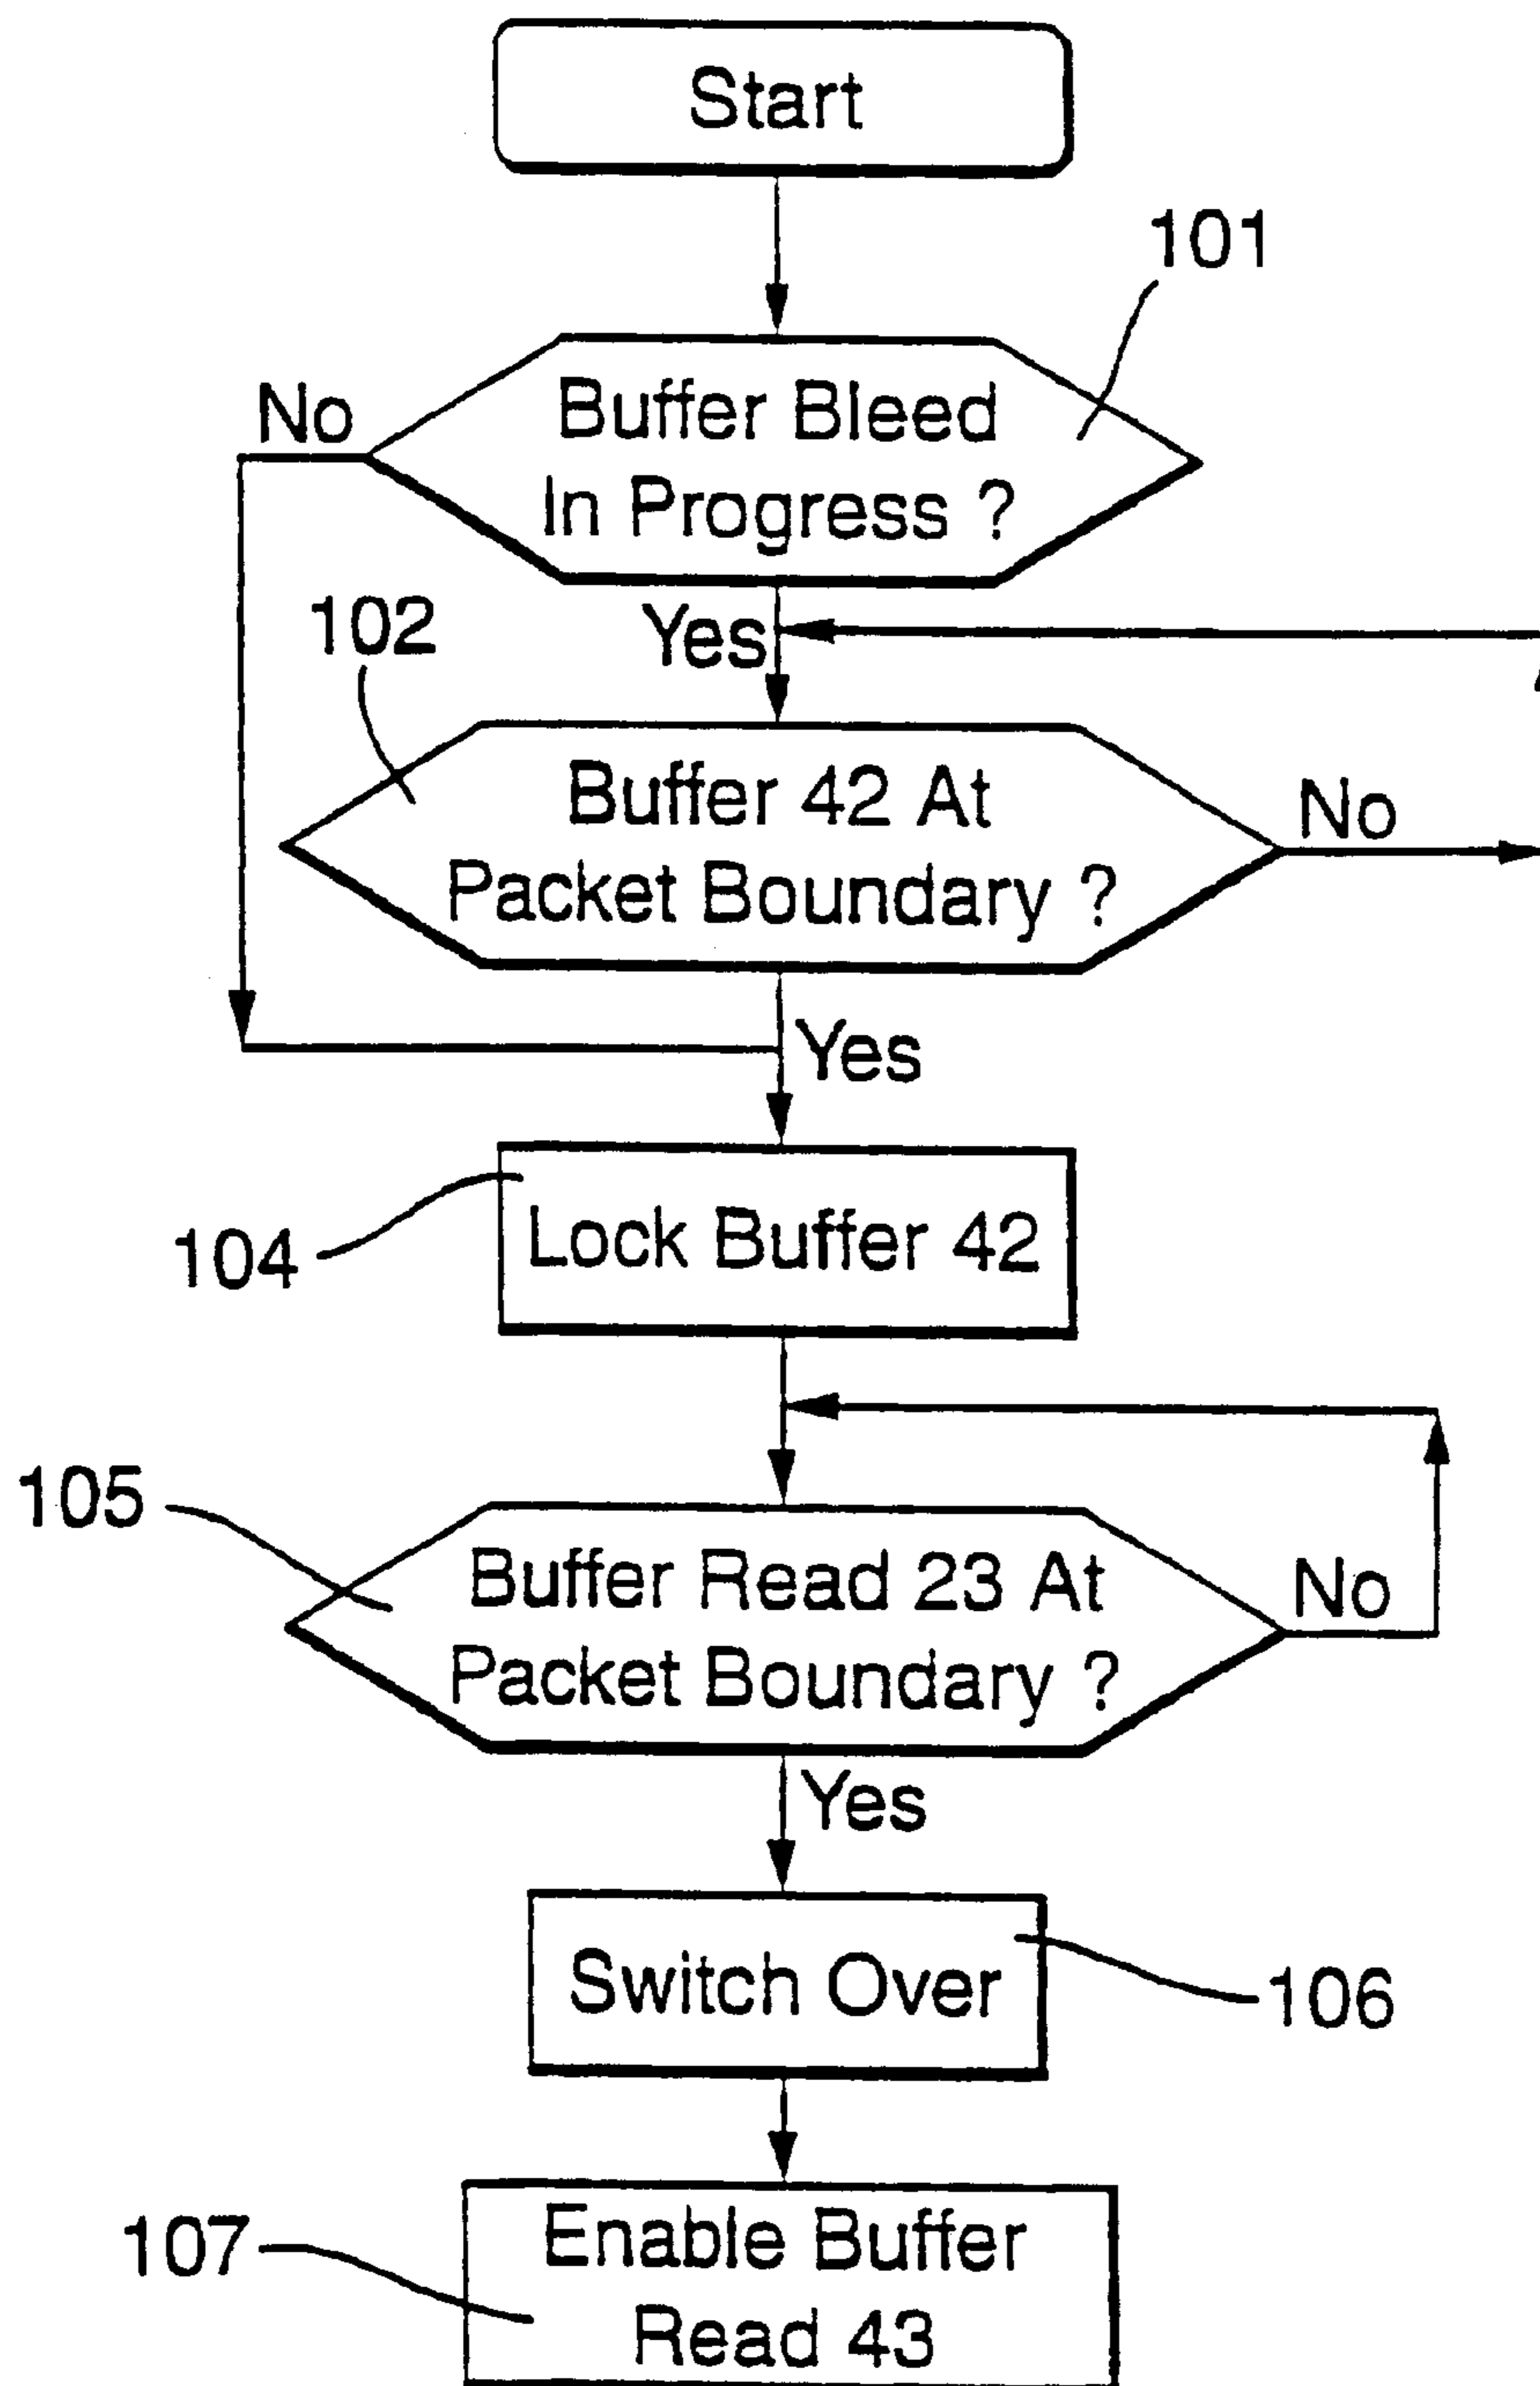 Start
101
No
Buffer Bleed
In Progress ?
102
Yes
Buffer 42 At
Packet Boundary ?
No
Yes
104
Lock Buffer 42
105
Buffer Read 23 At
Packet Boundary ?
No
Yes
Switch Over
106
107
Enable Buffer
Read 43